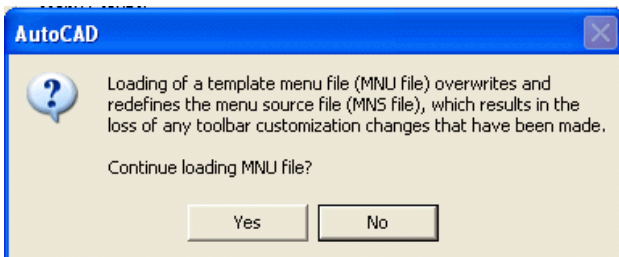 AutoCAD
Loading of a template menu file (MNU file) overwrites and
redefines the menu source file (MNS file), which results in the
loss of any toolbar customization changes that have been made.
Continue loading MNU file?
Yes No